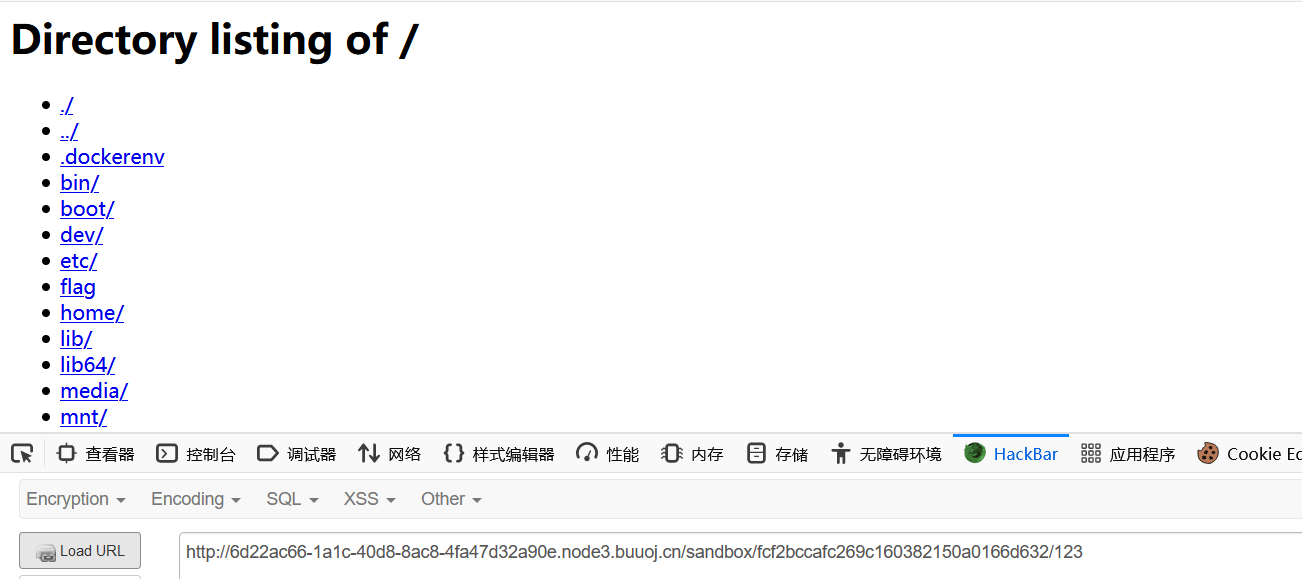 Directory listing of /
./
../
.dockerenv
bin/
boot/
dev/
etc/
flag
home/
lib/
lib64/
media/
mnt/
查看器 控制台 调试器 网络 样式编辑器 性能 内存 存储 无障碍环境 HackBar 应用程序 Cookie
Encryption Encoding SQL XSS Other
Load URL http://6d22ac66-1a1c-40d8-8ac8-4fa47d32a90e.node3.buuoj.cn/sandbox/fcf2bccafc269c160382150a0166d632/123